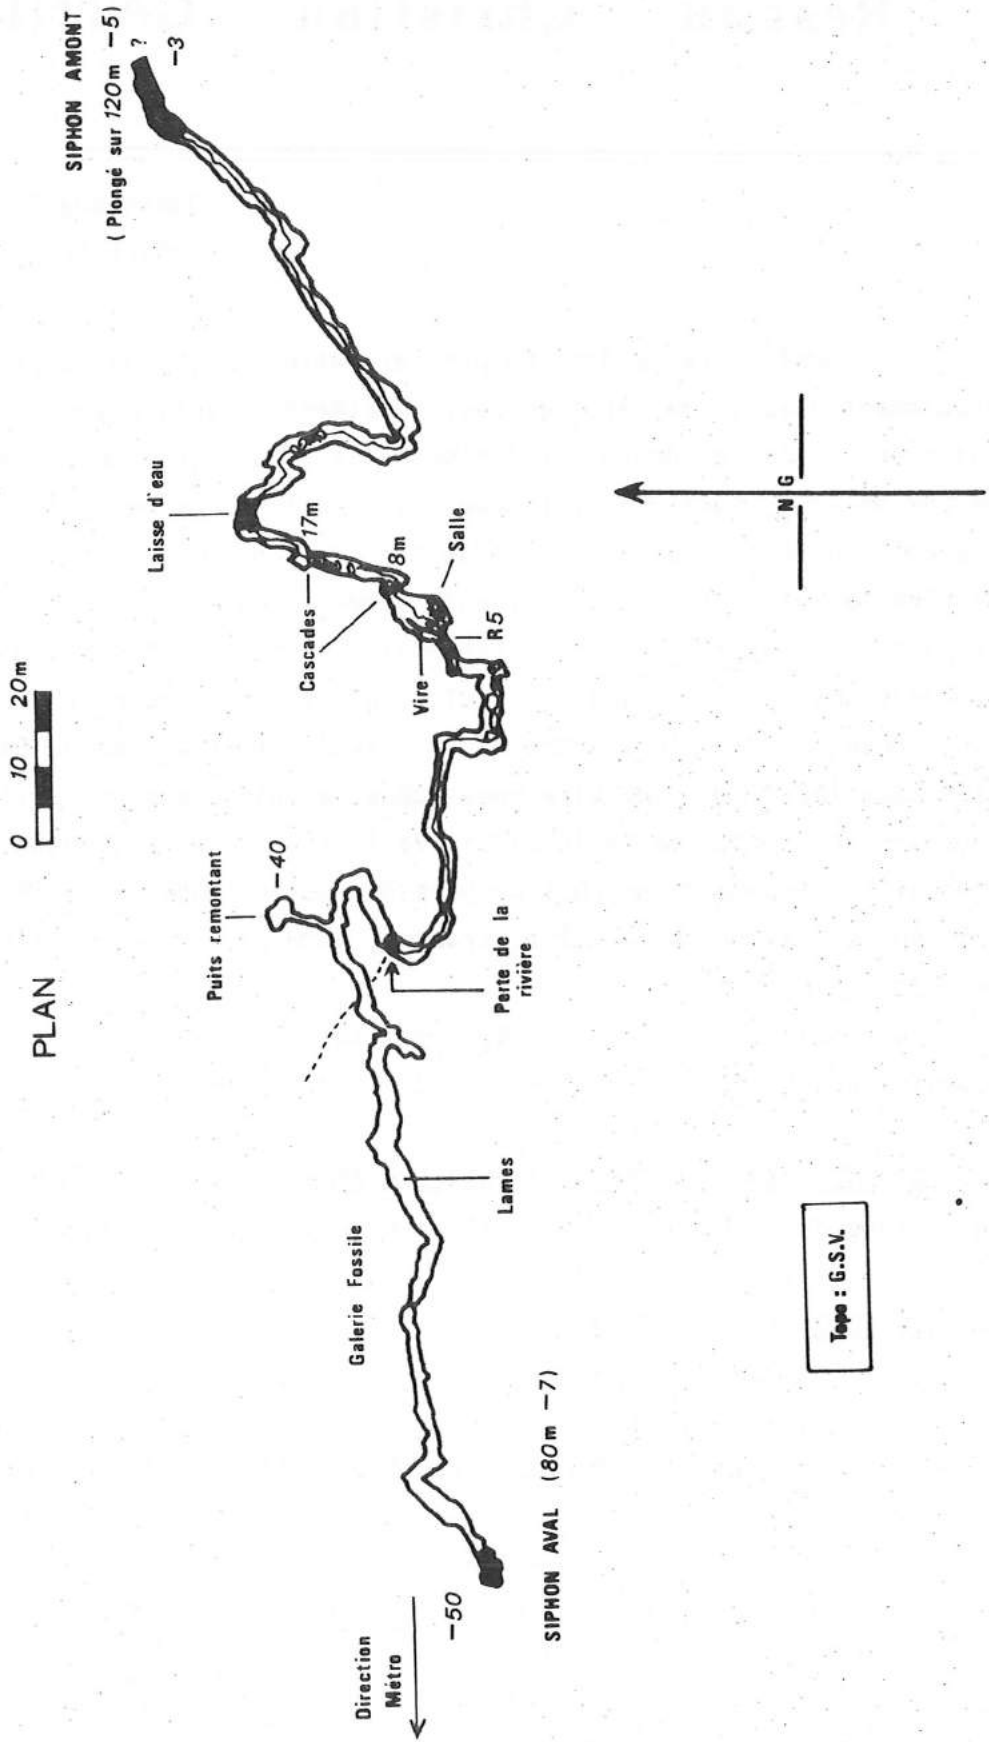 PLAN
0 10 20m
SIPHON AMONT
(Plongé sur 120m -5)
?
-3
Laisse d'eau
17m
Cascades
8m
Salle
Vire
R5
Puits remontant
-40
Perte de la
rivière
Lames
Galerie Fossile
-50
SIPHON AVAL (80m -7)
Direction
Métro
NG
Topo : G.S.V.